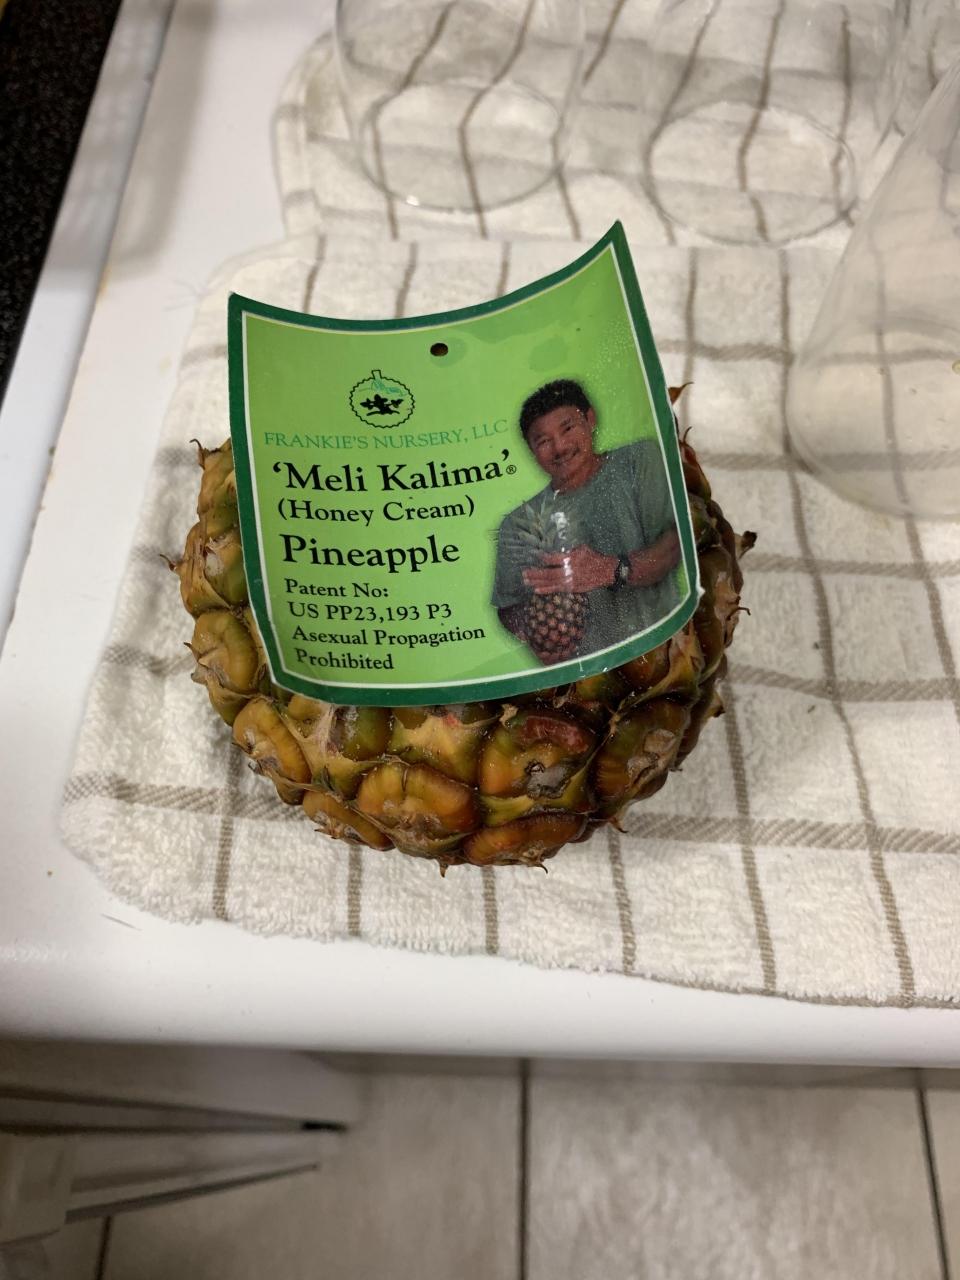 FRANKIE'S NURSERY, LLC
'Meli Kalima'®
(Honey Cream)
Pineapple
Patent No:
US PP23,193 P3
Asexual Propagation
Prohibited